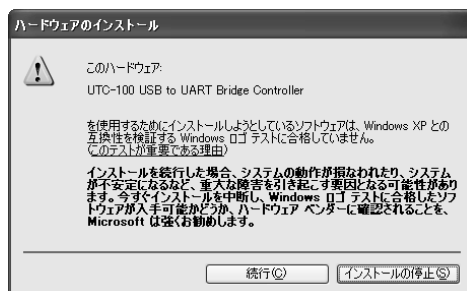 ハードウェアのインストール
このハードウェア:
UTC-100 USB to UART Bridge Controller
を使用するためにインストールしようとしているソフトウェアは、Windows XP との
互換性を検証する Windows ロゴ テストに合格していません。
(このテストが重要である理由)
インストールを続行した場合、システムの動作が損なわれたり、システム
が不安定になるなど、重大な障害を引き起こす要因となる可能性があり
ます。今すぐインストールを中断し、Windows ロゴ テストに合格したソフ
トウェアが入手可能かどうか、ハードウェア ベンダーに確認されることを、
Microsoft は強くお勧めします。
続行(C)
インストールの停止(S)